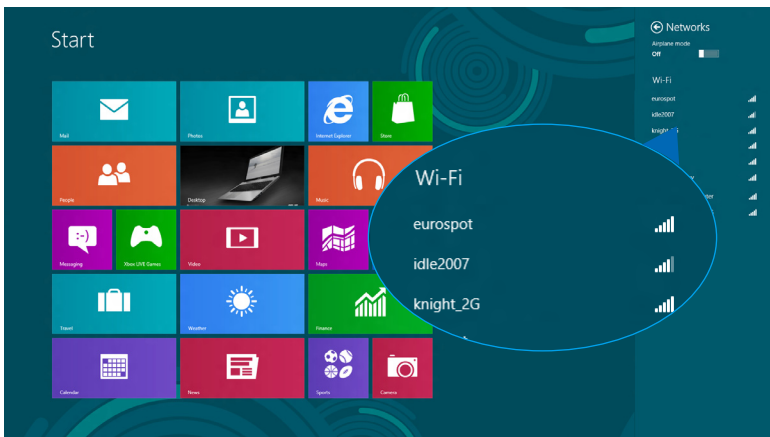 Start
Mail
Photos
Internet Explorer
Store
People
Desktop
Music
Messaging
Xbox LIVE Games
Video
Maps
Travel
Weather
Finance
Calendar
News
Sports
Camera
Networks
Airplane mode
Off
Wi-Fi
eurospot
idle2007
Wi-Fi
eurospot
idle2007
knight_2G